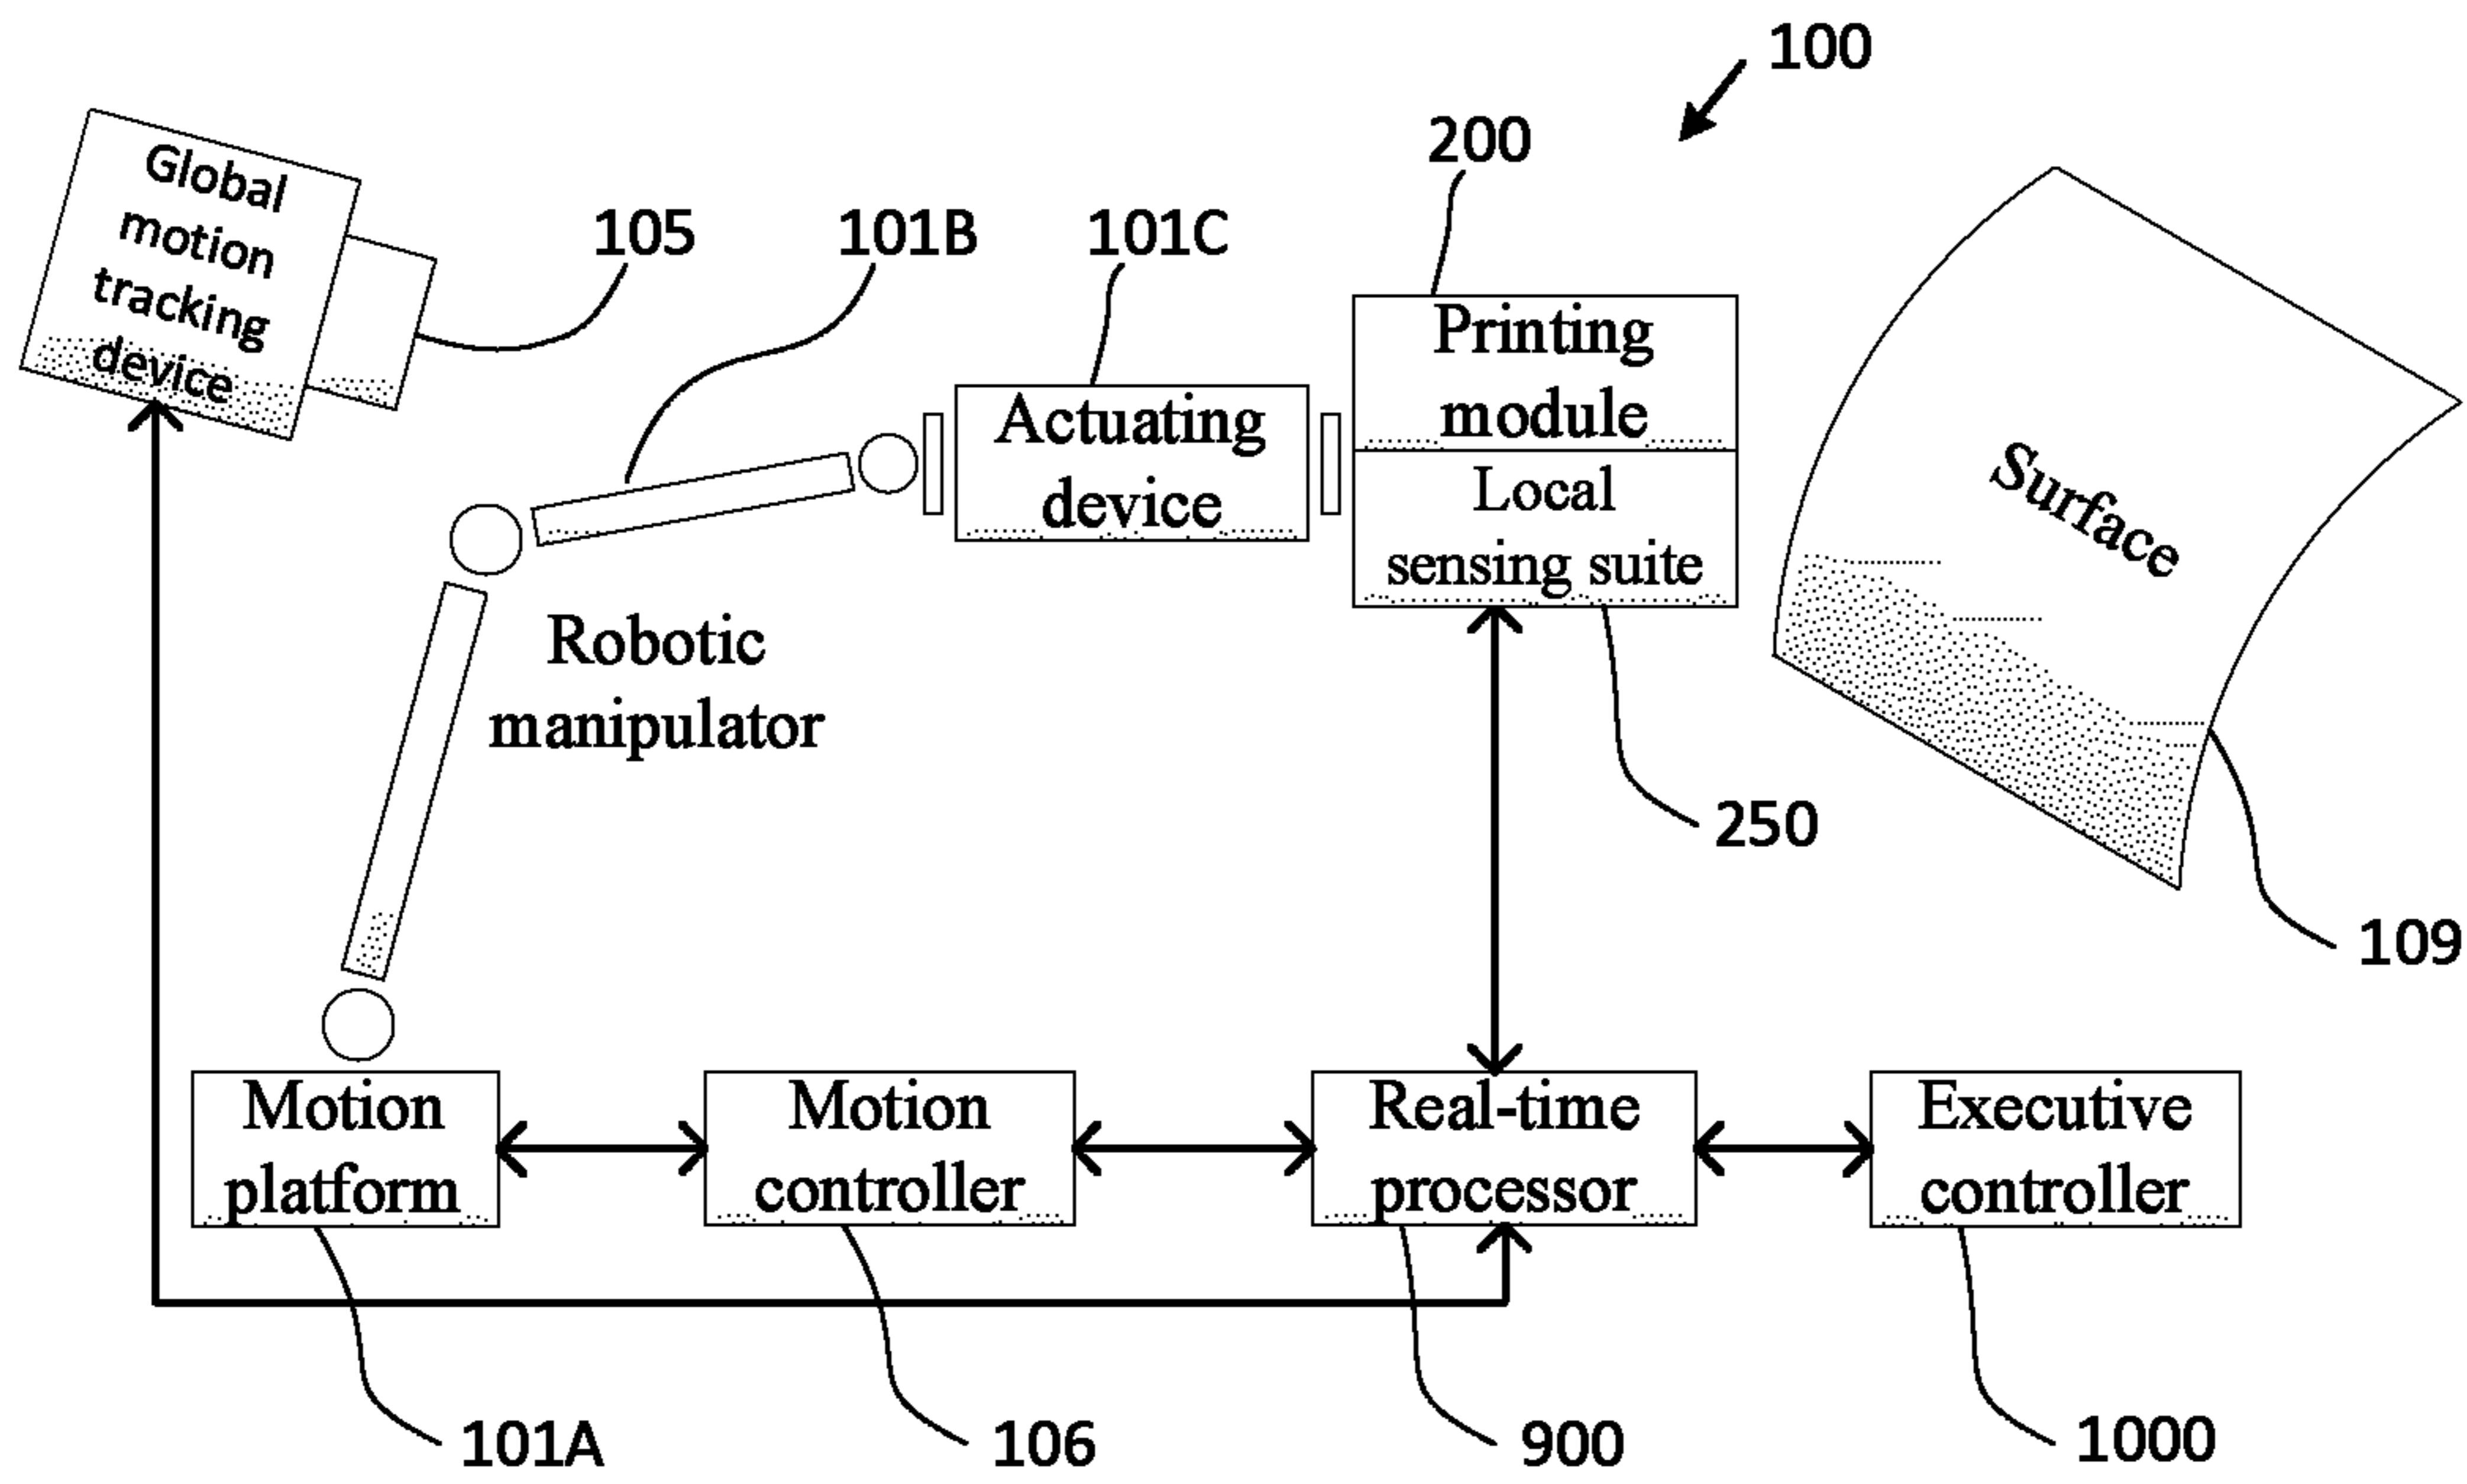 100
200
Global
motion
tracking
device
105
101B
101C
Printing
module
Actuating
device
Local
sensing suite
Surface
Robotic
manipulator
250
109
Motion
platform
Motion
controller
Real-time
processor
Executive
controller
101A
106
900
1000